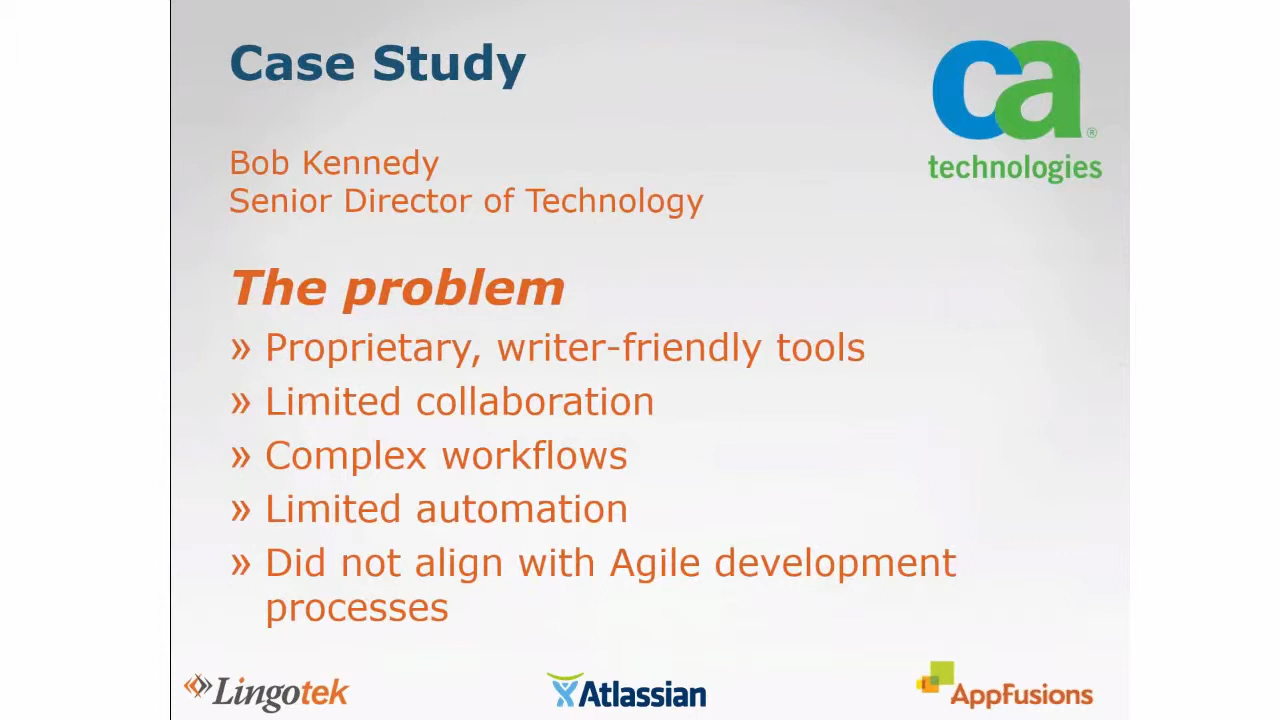 Case Study
ca
®
technologies
Bob Kennedy
Senior Director of Technology
The problem
» Proprietary, writer-friendly tools
» Limited collaboration
» Complex workflows
» Limited automation
» Did not align with Agile development
processes
Lingotek
Atlassian
AppFusions